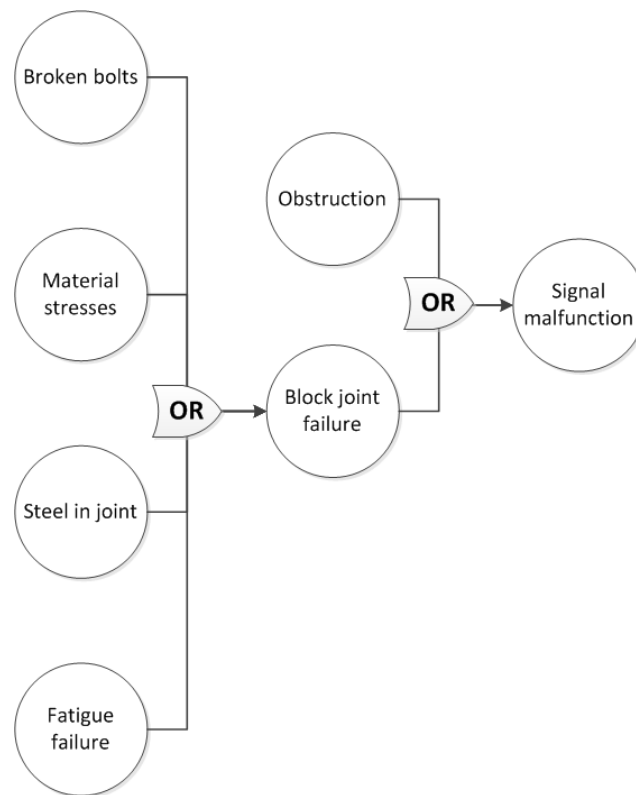 Broken bolts
Obstruction
Material
stresses
OR
Signal
malfunction
OR
Block joint
failure
Steel in joint
Fatigue
failure